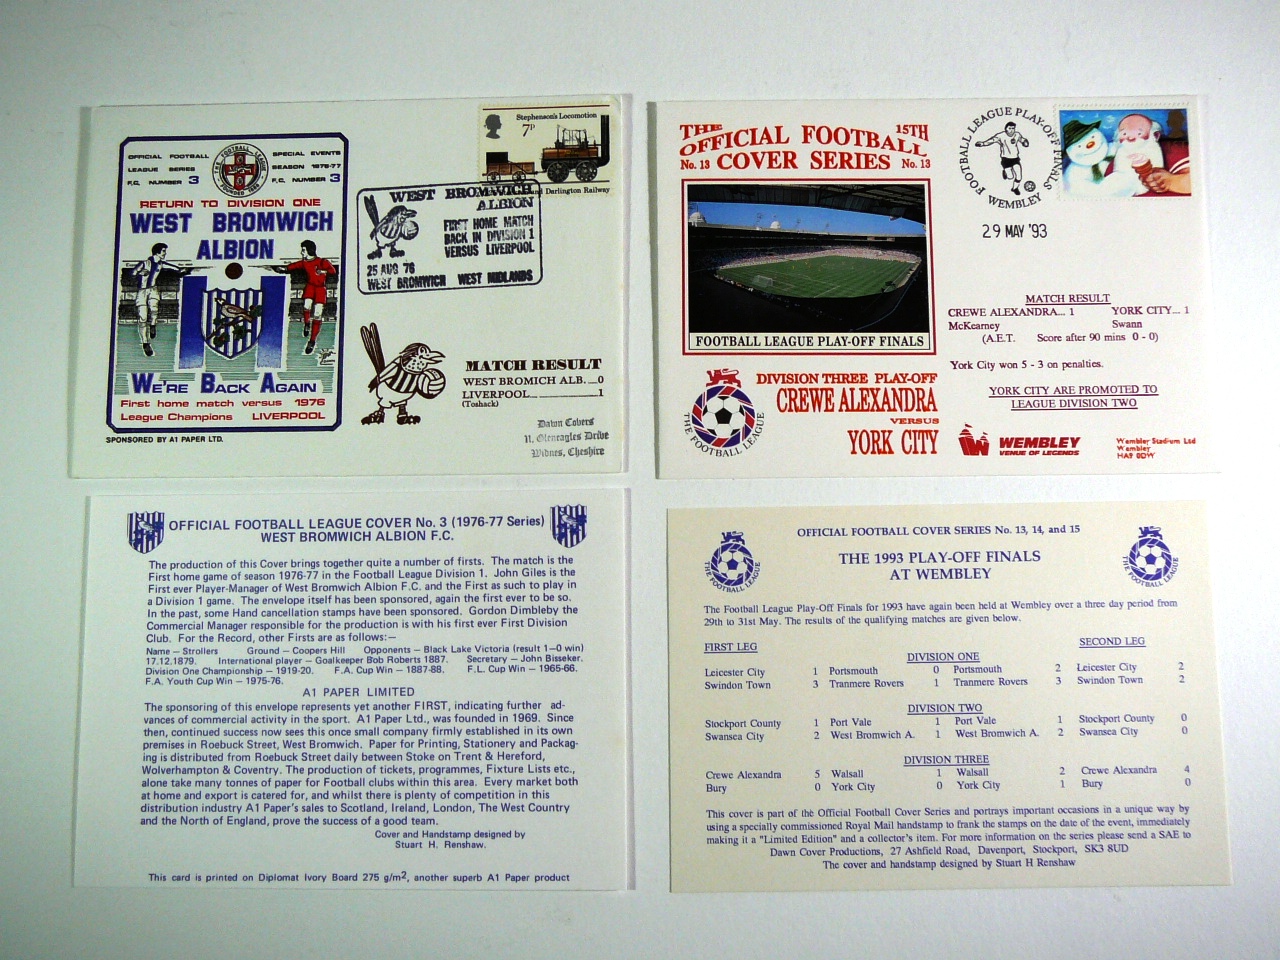 OFFICIAL FOOTBALL
LEAGUE SERIES
F.C. NUMBER 3
THE FOOTBALL LEAGUE
FOUNDED 1888
SPECIAL EVENTS
SEASON 1976-77
F.C. NUMBER 3
RETURN TO DIVISION ONE
WEST BROMWICH
ALBION
WE'RE BACK AGAIN
First home match versus 1976
League Champions LIVERPOOL
SPONSORED BY A1 PAPER LTD.
Stephenson's Locomotion
7P
and Darlington Railway
WEST BROMWICH
ALBION
FIRST HOME MATCH
BACK IN DIVISION 1
VERSUS LIVERPOOL
25 AUG 76
WEST BROMWICH WEST MIDLANDS
MATCH RESULT
WEST BROMICH ALB...0
LIVERPOOL...1
(Toshack)
Dawn Covers
11, Gleneagles Drive
Widnes, Cheshire
THE OFFICIAL FOOTBALL 15TH
No. 13 COVER SERIES No. 13
FOOTBALL LEAGUE PLAY-OFF FINALS
THE FOOTBALL LEAGUE
DIVISION THREE PLAY-OFF
CREWE ALEXANDRA
VERSUS
YORK CITY
FOOTBALL LEAGUE PLAY-OFF FINALS
WEMBLEY
29 MAY '93
MATCH RESULT
CREWE ALEXANDRA... 1 YORK CITY... 1
McKearney Swann
(A.E.T. Score after 90 mins 0 - 0)
York City won 5 - 3 on penalties.
YORK CITY ARE PROMOTED TO
LEAGUE DIVISION TWO
WEMBLEY
VENUE OF LEGENDS
Wembley Stadium Ltd
Wembley
HA9 0DW
OFFICIAL FOOTBALL LEAGUE COVER No. 3 (1976-77 Series)
WEST BROMWICH ALBION F.C.
The production of this Cover brings together quite a number of firsts. The match is the
First home game of season 1976-77 in the Football League Division 1. John Giles is the
First ever Player-Manager of West Bromwich Albion F.C. and the First as such to play in
a Division 1 game. The envelope itself has been sponsored, again the first ever to be so.
In the past, some Hand cancellation stamps have been sponsored. Gordon Dimbleby the
Commercial Manager responsible for the production is with his first ever First Division
Club. For the Record, other Firsts are as follows:—
Name — Strollers Ground — Coopers Hill Opponents — Black Lake Victoria (result 1—0 win)
17.12.1879. International player — Goalkeeper Bob Roberts 1887. Secretary — John Bisseker.
Division One Championship — 1919-20. F.A. Cup Win — 1887-88. F.L. Cup Win — 1965-66.
F.A. Youth Cup Win — 1975-76.
A1 PAPER LIMITED
The sponsoring of this envelope represents yet another FIRST, indicating further ad-
vances of commercial activity in the sport. A1 Paper Ltd., was founded in 1969. Since
then, continued success now sees this once small company firmly established in its own
premises in Roebuck Street, West Bromwich. Paper for Printing, Stationery and Packag-
ing is distributed from Roebuck Street daily between Stoke on Trent & Hereford,
Wolverhampton & Coventry. The production of tickets, programmes, Fixture Lists etc.,
alone take many tonnes of paper for Football clubs within this area. Every market both
at home and export is catered for, and whilst there is plenty of competition in this
distribution industry A1 Paper's sales to Scotland, Ireland, London, The West Country
and the North of England, prove the success of a good team.
Cover and Handstamp designed by
Stuart H. Renshaw.
This card is printed on Diplomat Ivory Board 275 g/m2, another superb A1 Paper product
THE FOOTBALL LEAGUE
THE FOOTBALL LEAGUE
OFFICIAL FOOTBALL COVER SERIES No. 13, 14, and 15
THE 1993 PLAY-OFF FINALS
AT WEMBLEY
The Football League Play-Off Finals for 1993 have again been held at Wembley over a three day period from
29th to 31st May. The results of the qualifying matches are given below.
FIRST LEG SECOND LEG
DIVISION ONE
Leicester City 1 Portsmouth 0 Portsmouth 2 Leicester City 2
Swindon Town 3 Tranmere Rovers 1 Tranmere Rovers 3 Swindon Town 2
DIVISION TWO
Stockport County 1 Port Vale 1 Port Vale 1 Stockport County 0
Swansea City 2 West Bromwich A. 1 West Bromwich A. 2 Swansea City 0
DIVISION THREE
Crewe Alexandra 5 Walsall 1 Walsall 2 Crewe Alexandra 4
Bury 0 York City 0 York City 1 Bury 0
This cover is part of the Official Football Cover Series and portrays important occasions in a unique way by
using a specially commissioned Royal Mail handstamp to frank the stamps on the date of the event, immediately
making it a "Limited Edition" and a collector's item. For more information on the series please send a SAE to
Dawn Cover Productions, 27 Ashfield Road, Davenport, Stockport, SK3 8UD
The cover and handstamp designed by Stuart H Renshaw